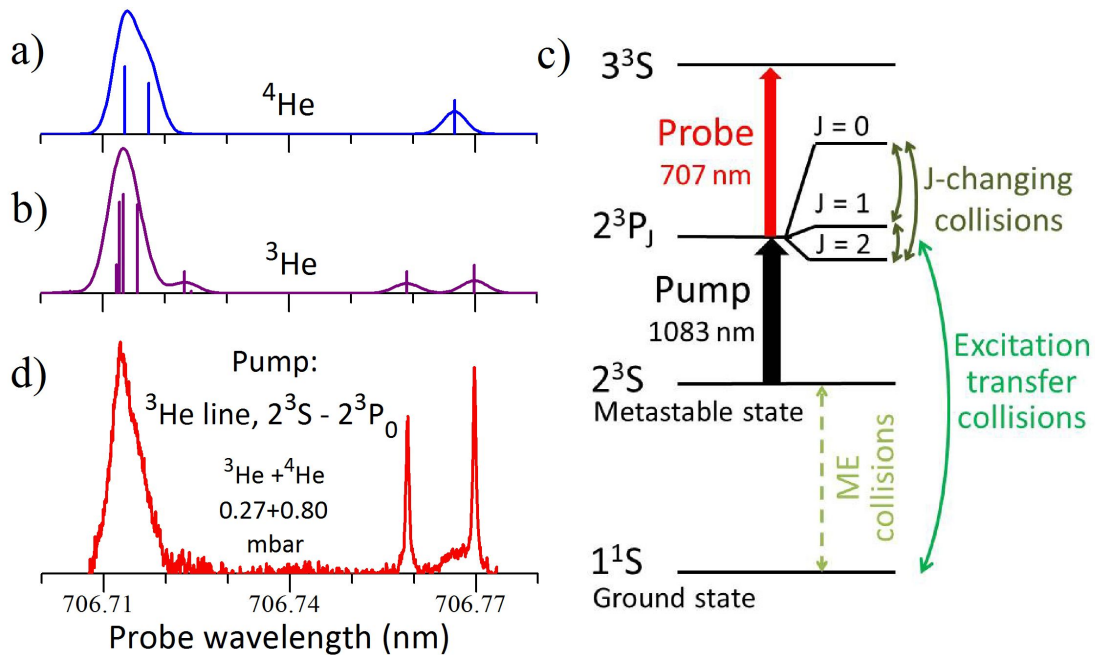 a)
⁴He
b)
³He
d)
Pump:
³He line, 2³S - 2³P₀
³He +⁴He
0.27+0.80
mbar
706.71
706.74
706.77
Probe wavelength (nm)
c)
3³S
Probe
707 nm
J = 0
J = 1
J = 2
J-changing
collisions
2³PJ
Pump
1083 nm
Excitation
transfer
collisions
2³S
Metastable state
ME
collisions
1¹S
Ground state